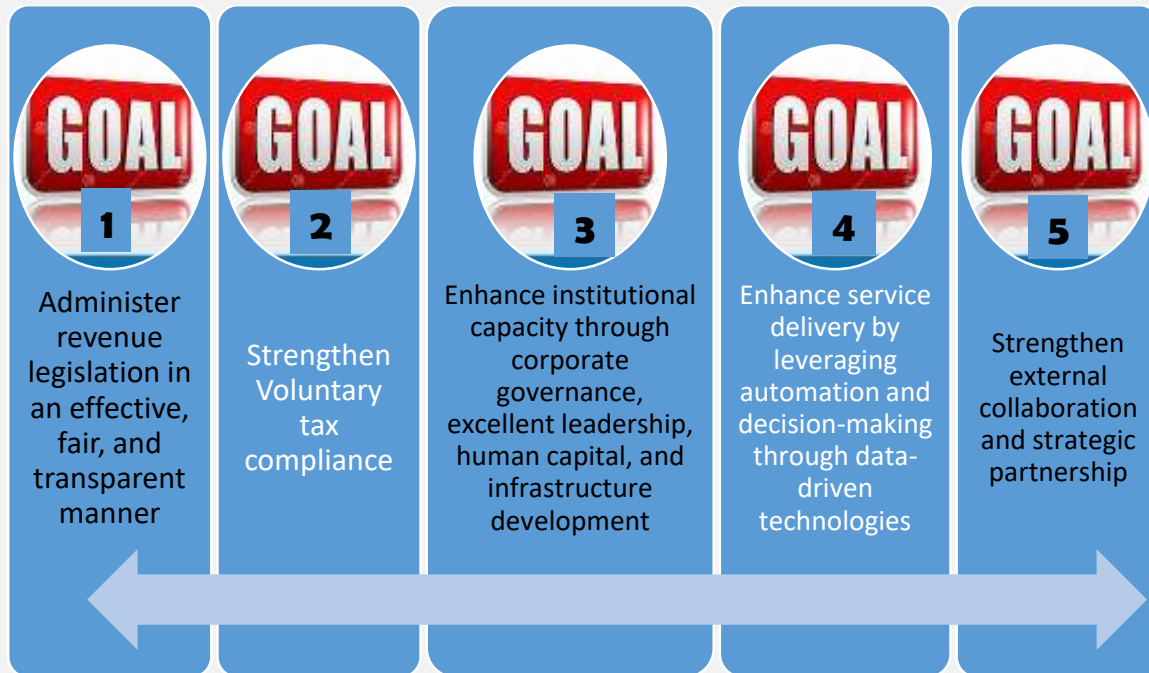 GOAL
1
Administer
revenue
legislation in
an effective,
fair, and
transparent
manner
GOAL
2
Strengthen
Voluntary
tax
compliance
GOAL
3
Enhance institutional
capacity through
corporate
governance,
excellent leadership,
human capital, and
infrastructure
development
GOAL
4
Enhance service
delivery by
leveraging
automation and
decision-making
through data-
driven
technologies
GOAL
5
Strengthen
external
collaboration
and strategic
partnership